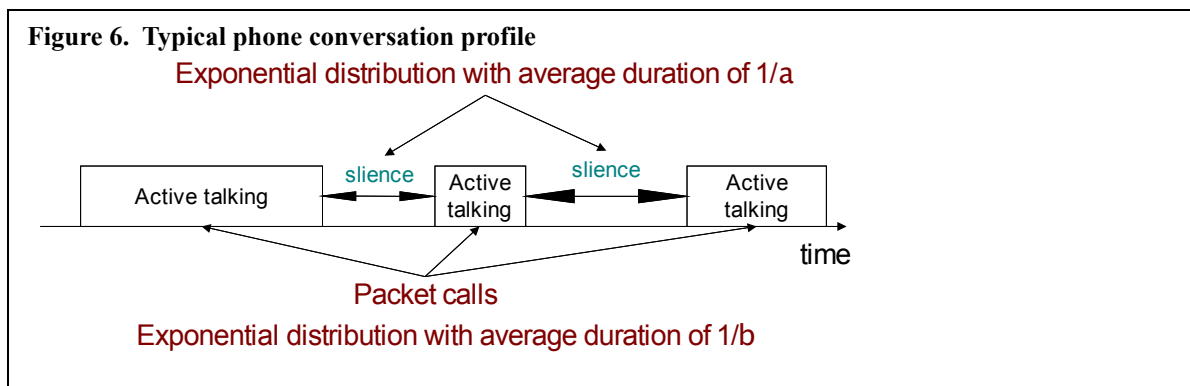 Figure 6. Typical phone conversation profile
Exponential distribution with average duration of 1/a
slience
slience
Active talking
Active
talking
Active
talking
time
Packet calls
Exponential distribution with average duration of 1/b